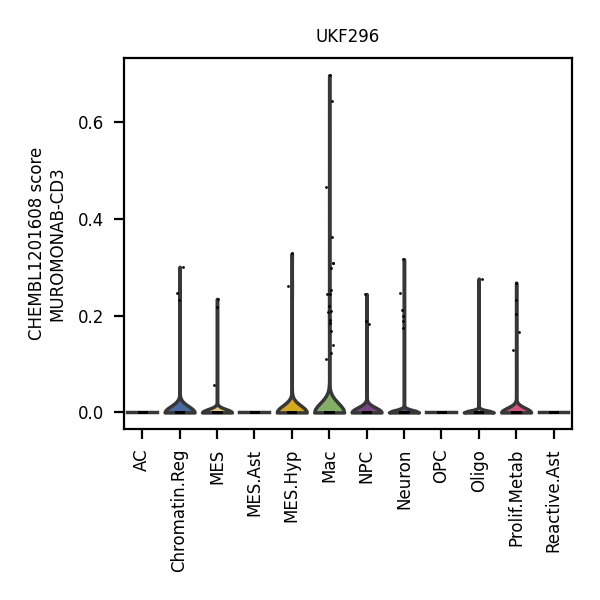 UKF296
CHEMBL1201608 score
MUROMONAB-CD3
0.6
0.4
0.2
0.0
AC
Chromatin.Reg
MES
MES.Ast
MES.Hyp
Mac
NPC
Neuron
OPC
Oligo
Prolif.Metab
Reactive.Ast